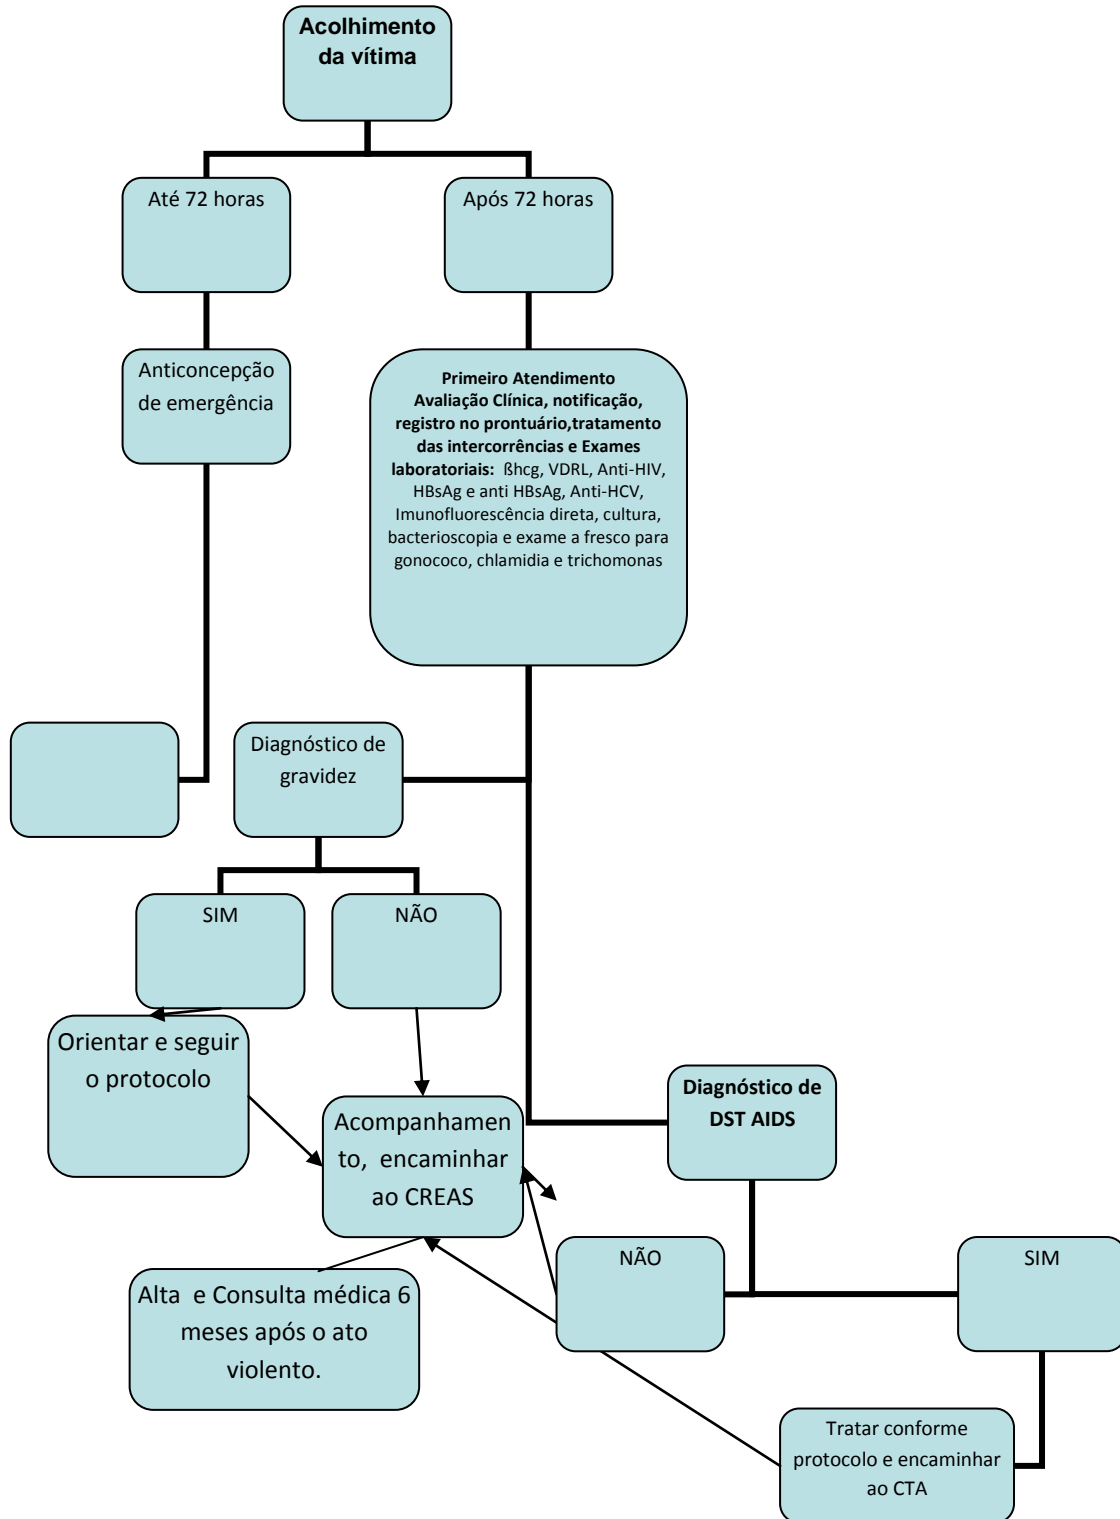 Acolhimento
da vítima
Até 72 horas
Após 72 horas
Anticoncepção
de emergência
Primeiro Atendimento
Avaliação Clínica, notificação,
registro no prontuário,tratamento
das intercorrências e Exames
laboratoriais: ßhcg, VDRL, Anti-HIV,
HBsAg e anti HBsAg, Anti-HCV,
Imunofluorescência direta, cultura,
bacterioscopia e exame a fresco para
gonococo, chlamidia e trichomonas
Diagnóstico de
gravidez
SIM
NÃO
Orientar e seguir
o protocolo
Acompanhamen
to, encaminhar
ao CREAS
Diagnóstico de
DST AIDS
NÃO
SIM
Alta e Consulta médica 6
meses após o ato
violento.
Tratar conforme
protocolo e encaminhar
ao CTA